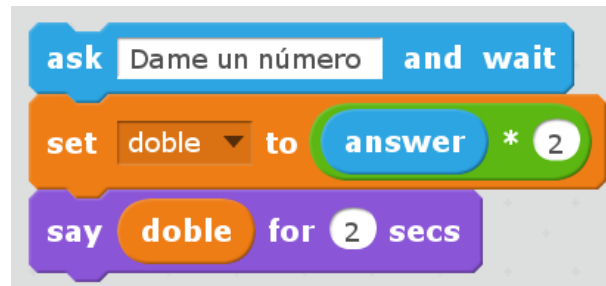 ask Dame un número and wait
set doble to answer * 2
say doble for 2 secs